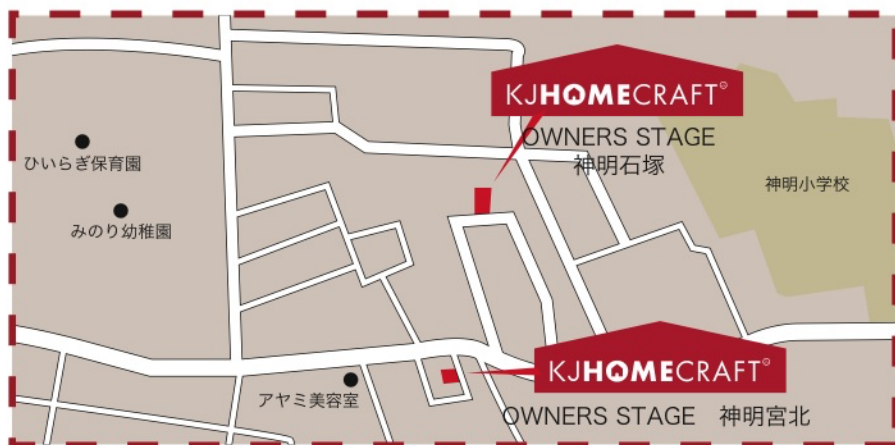 KJHOMECRAFT®
OWNERS STAGE
神明石塚
ひいらぎ保育園
神明小学校
みのり幼稚園
KJHOMECRAFT®
アヤミ美容室
OWNERS STAGE 神明宮北